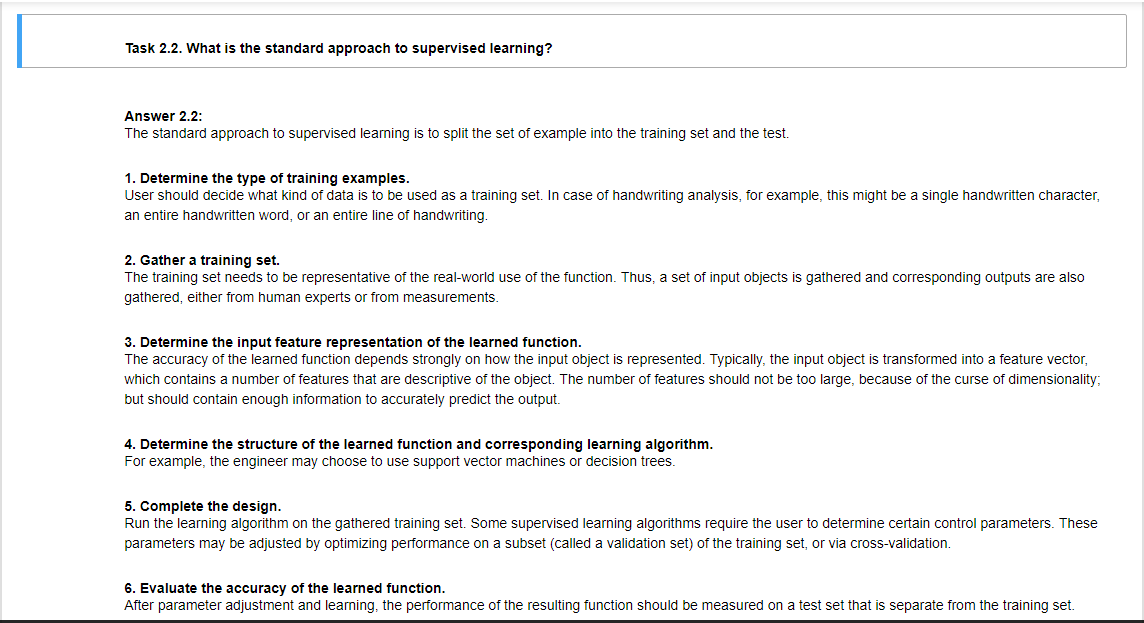 Task 2.2. What is the standard approach to supervised learning?
Answer 2.2:
The standard approach to supervised learning is to split the set of example into the training set and the test.
1. Determine the type of training examples.
User should decide what kind of data is to be used as a training set. In case of handwriting analysis, for example, this might be a single handwritten character,
an entire handwritten word, or an entire line of handwriting.
2. Gather a training set.
The training set needs to be representative of the real-world use of the function. Thus, a set of input objects is gathered and corresponding outputs are also
gathered, either from human experts or from measurements.
3. Determine the input feature representation of the learned function.
The accuracy of the learned function depends strongly on how the input object is represented. Typically, the input object is transformed into a feature vector,
which contains a number of features that are descriptive of the object. The number of features should not be too large, because of the curse of dimensionality;
but should contain enough information to accurately predict the output.
4. Determine the structure of the learned function and corresponding learning algorithm.
For example, the engineer may choose to use support vector machines or decision trees.
5. Complete the design.
Run the learning algorithm on the gathered training set. Some supervised learning algorithms require the user to determine certain control parameters. These
parameters may be adjusted by optimizing performance on a subset (called a validation set) of the training set, or via cross-validation.
6. Evaluate the accuracy of the learned function.
After parameter adjustment and learning, the performance of the resulting function should be measured on a test set that is separate from the training set.